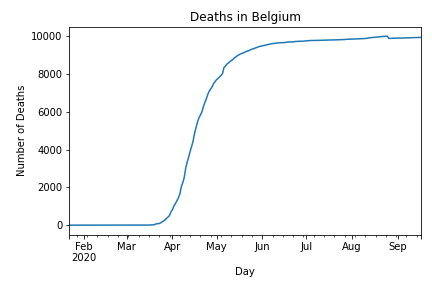 Deaths in Belgium
Number of Deaths
10000
8000
6000
4000
2000
0
Feb Mar Apr May Jun Jul Aug Sep
2020
Day